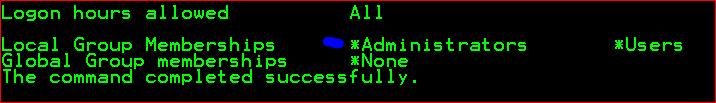 Logon hours allowed All
Local Group Memberships *Administrators *Users
Global Group memberships *None
The command completed successfully.